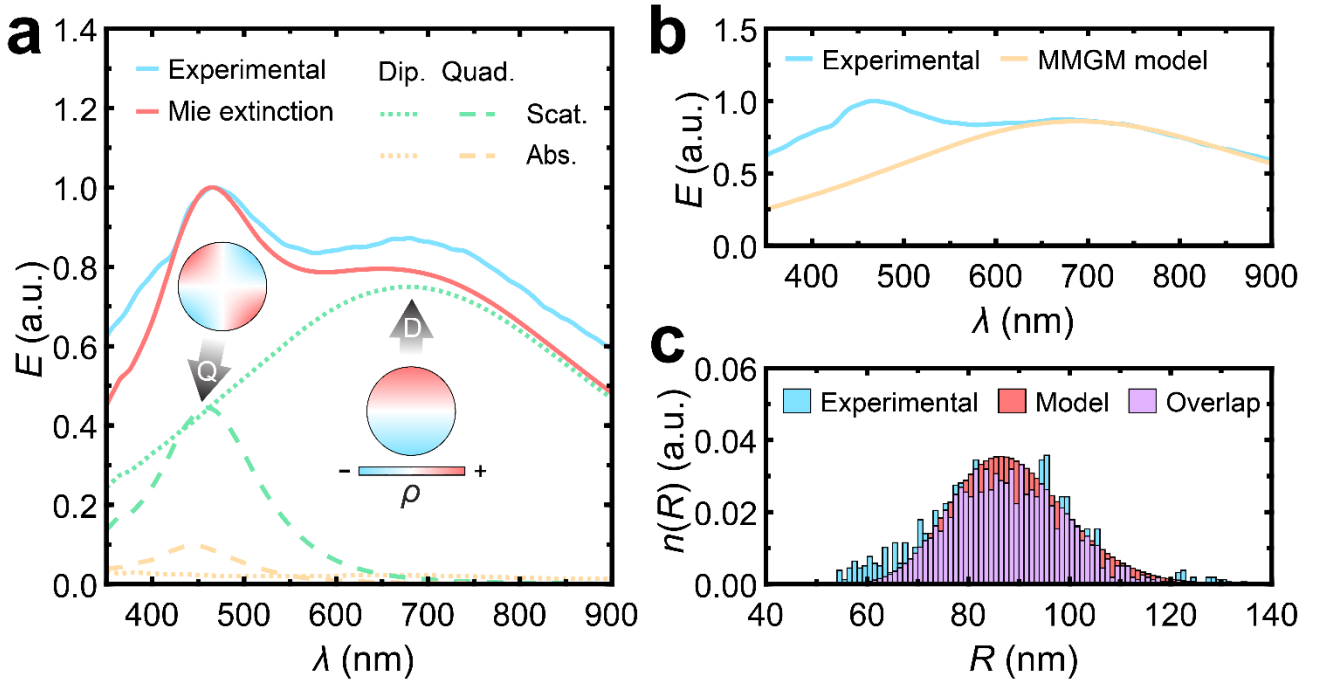 a
1.4
1.2
1.0
0.8
0.6
0.4
0.2
0.0
E (a.u.)
Experimental
Mie extinction
Dip. Quad.
Scat.
Abs.
Q
D
− +
ρ
400 500 600 700 800 900
λ (nm)
b
1.5
1.0
0.5
0.0
E (a.u.)
Experimental MMGM model
400 500 600 700 800 900
λ (nm)
c
0.06
0.04
0.02
0.00
n(R) (a.u.)
Experimental Model Overlap
40 60 80 100 120 140
R (nm)